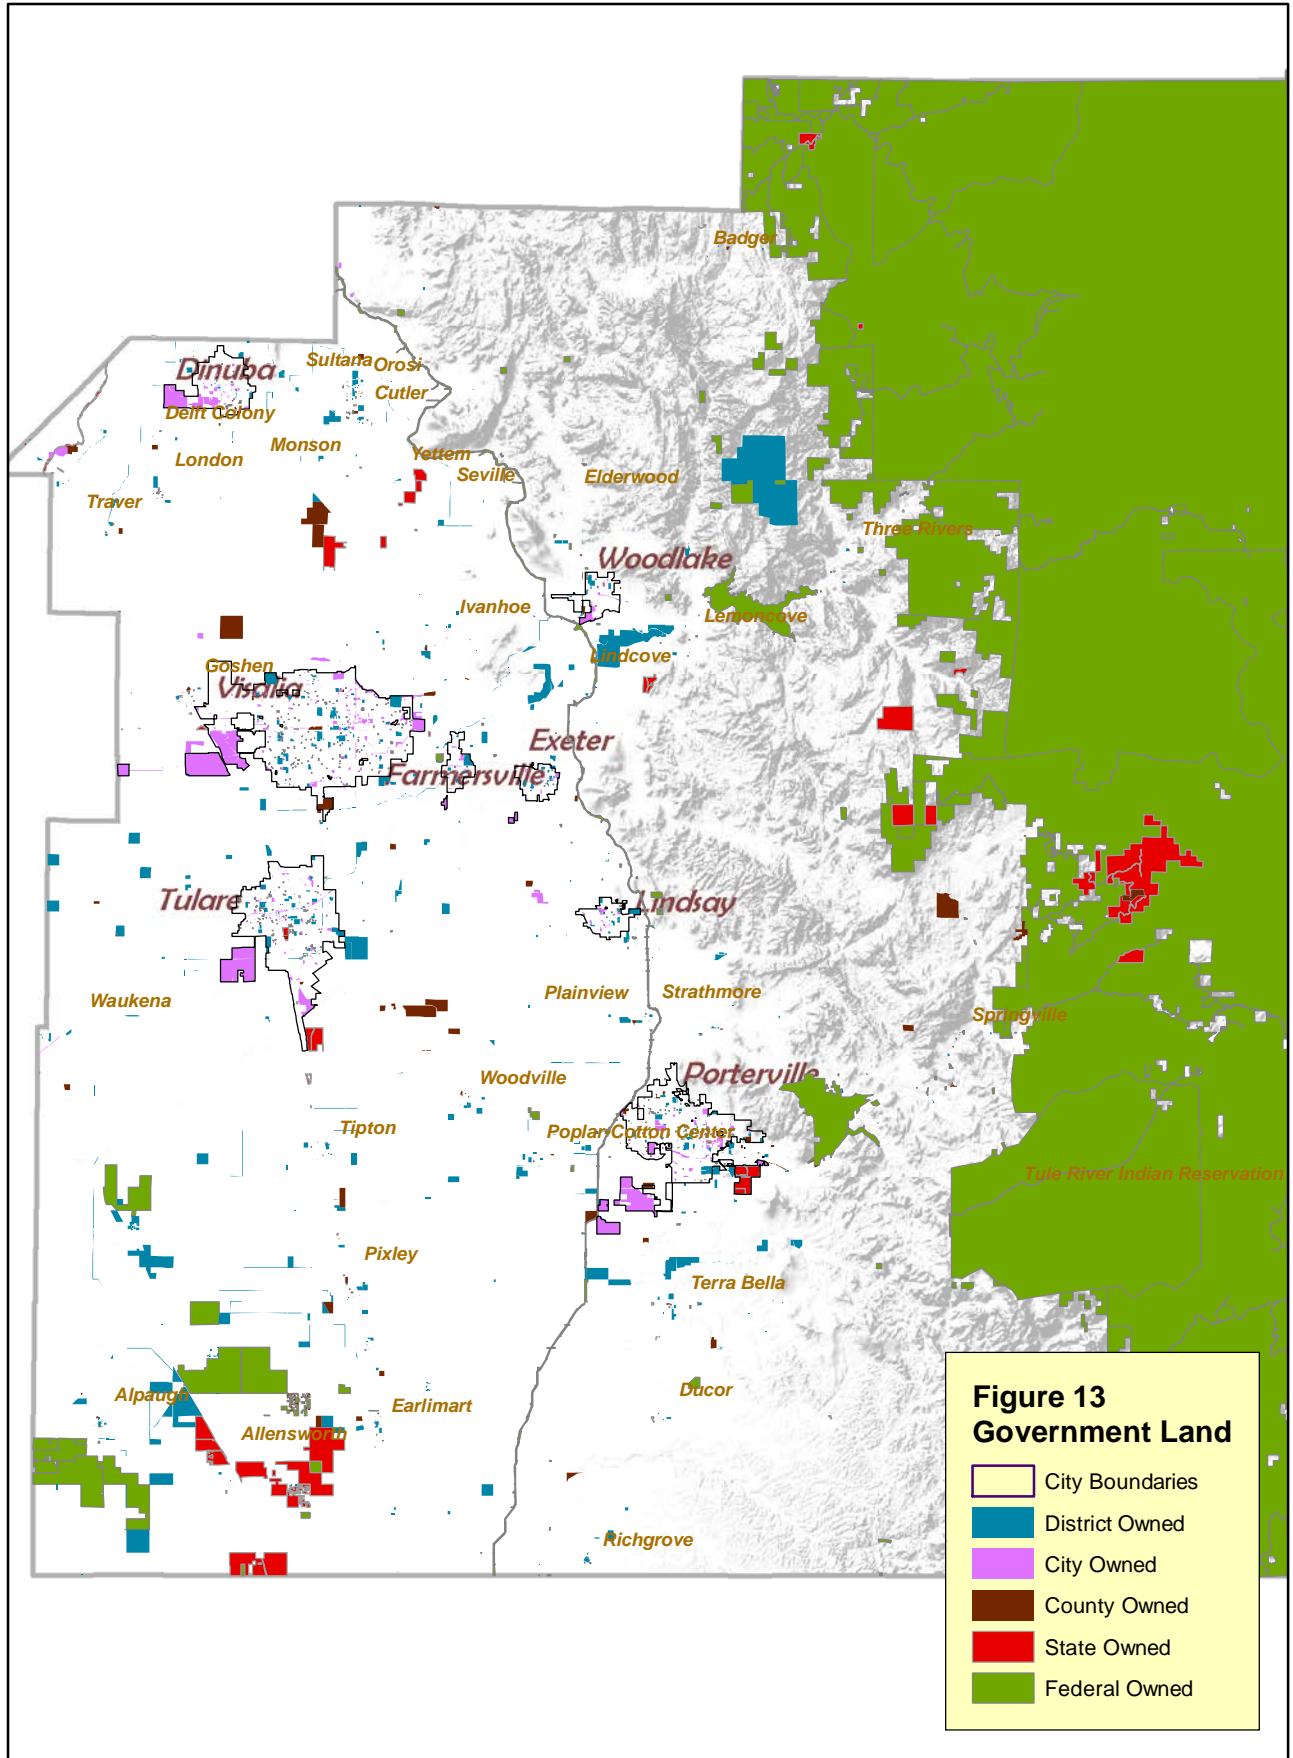 Badger
Dinuba
Sultana
Orosi
Cutler
Delft Colony
Monson
London
Yettem
Seville
Elderwood
Traver
Three Rivers
Woodlake
Ivanhoe
Lemoncove
Lindcove
Goshen
Visalia
Exeter
Farmersville
Tulare
Lindsay
Waukena
Plainview
Strathmore
Springville
Woodville
Porterville
Tipton
Poplar-Cotton Center
Tule River Indian Reservation
Pixley
Terra Bella
Alpaugh
Earlimart
Ducor
Allensworth
Richgrove
Figure 13
Government Land
City Boundaries
District Owned
City Owned
County Owned
State Owned
Federal Owned